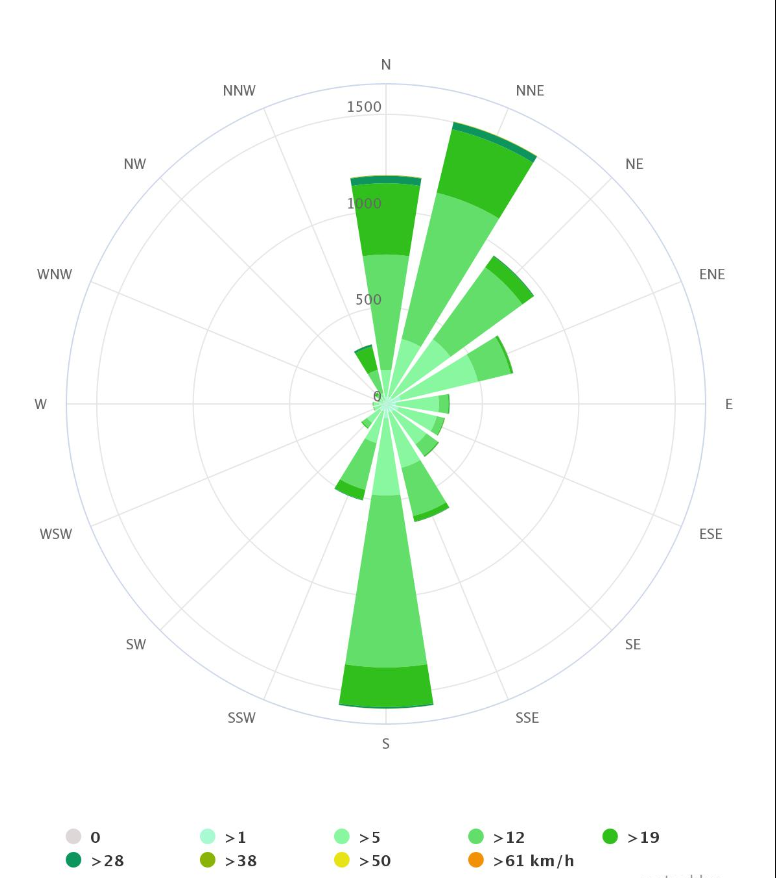 N
NNW NNE
1500
NW NE
1000
WNW ENE
500
0
W E
WSW ESE
SW SE
SSW SSE
S
0 >1 >5 >12 >19
>28 >38 >50 >61 km/h